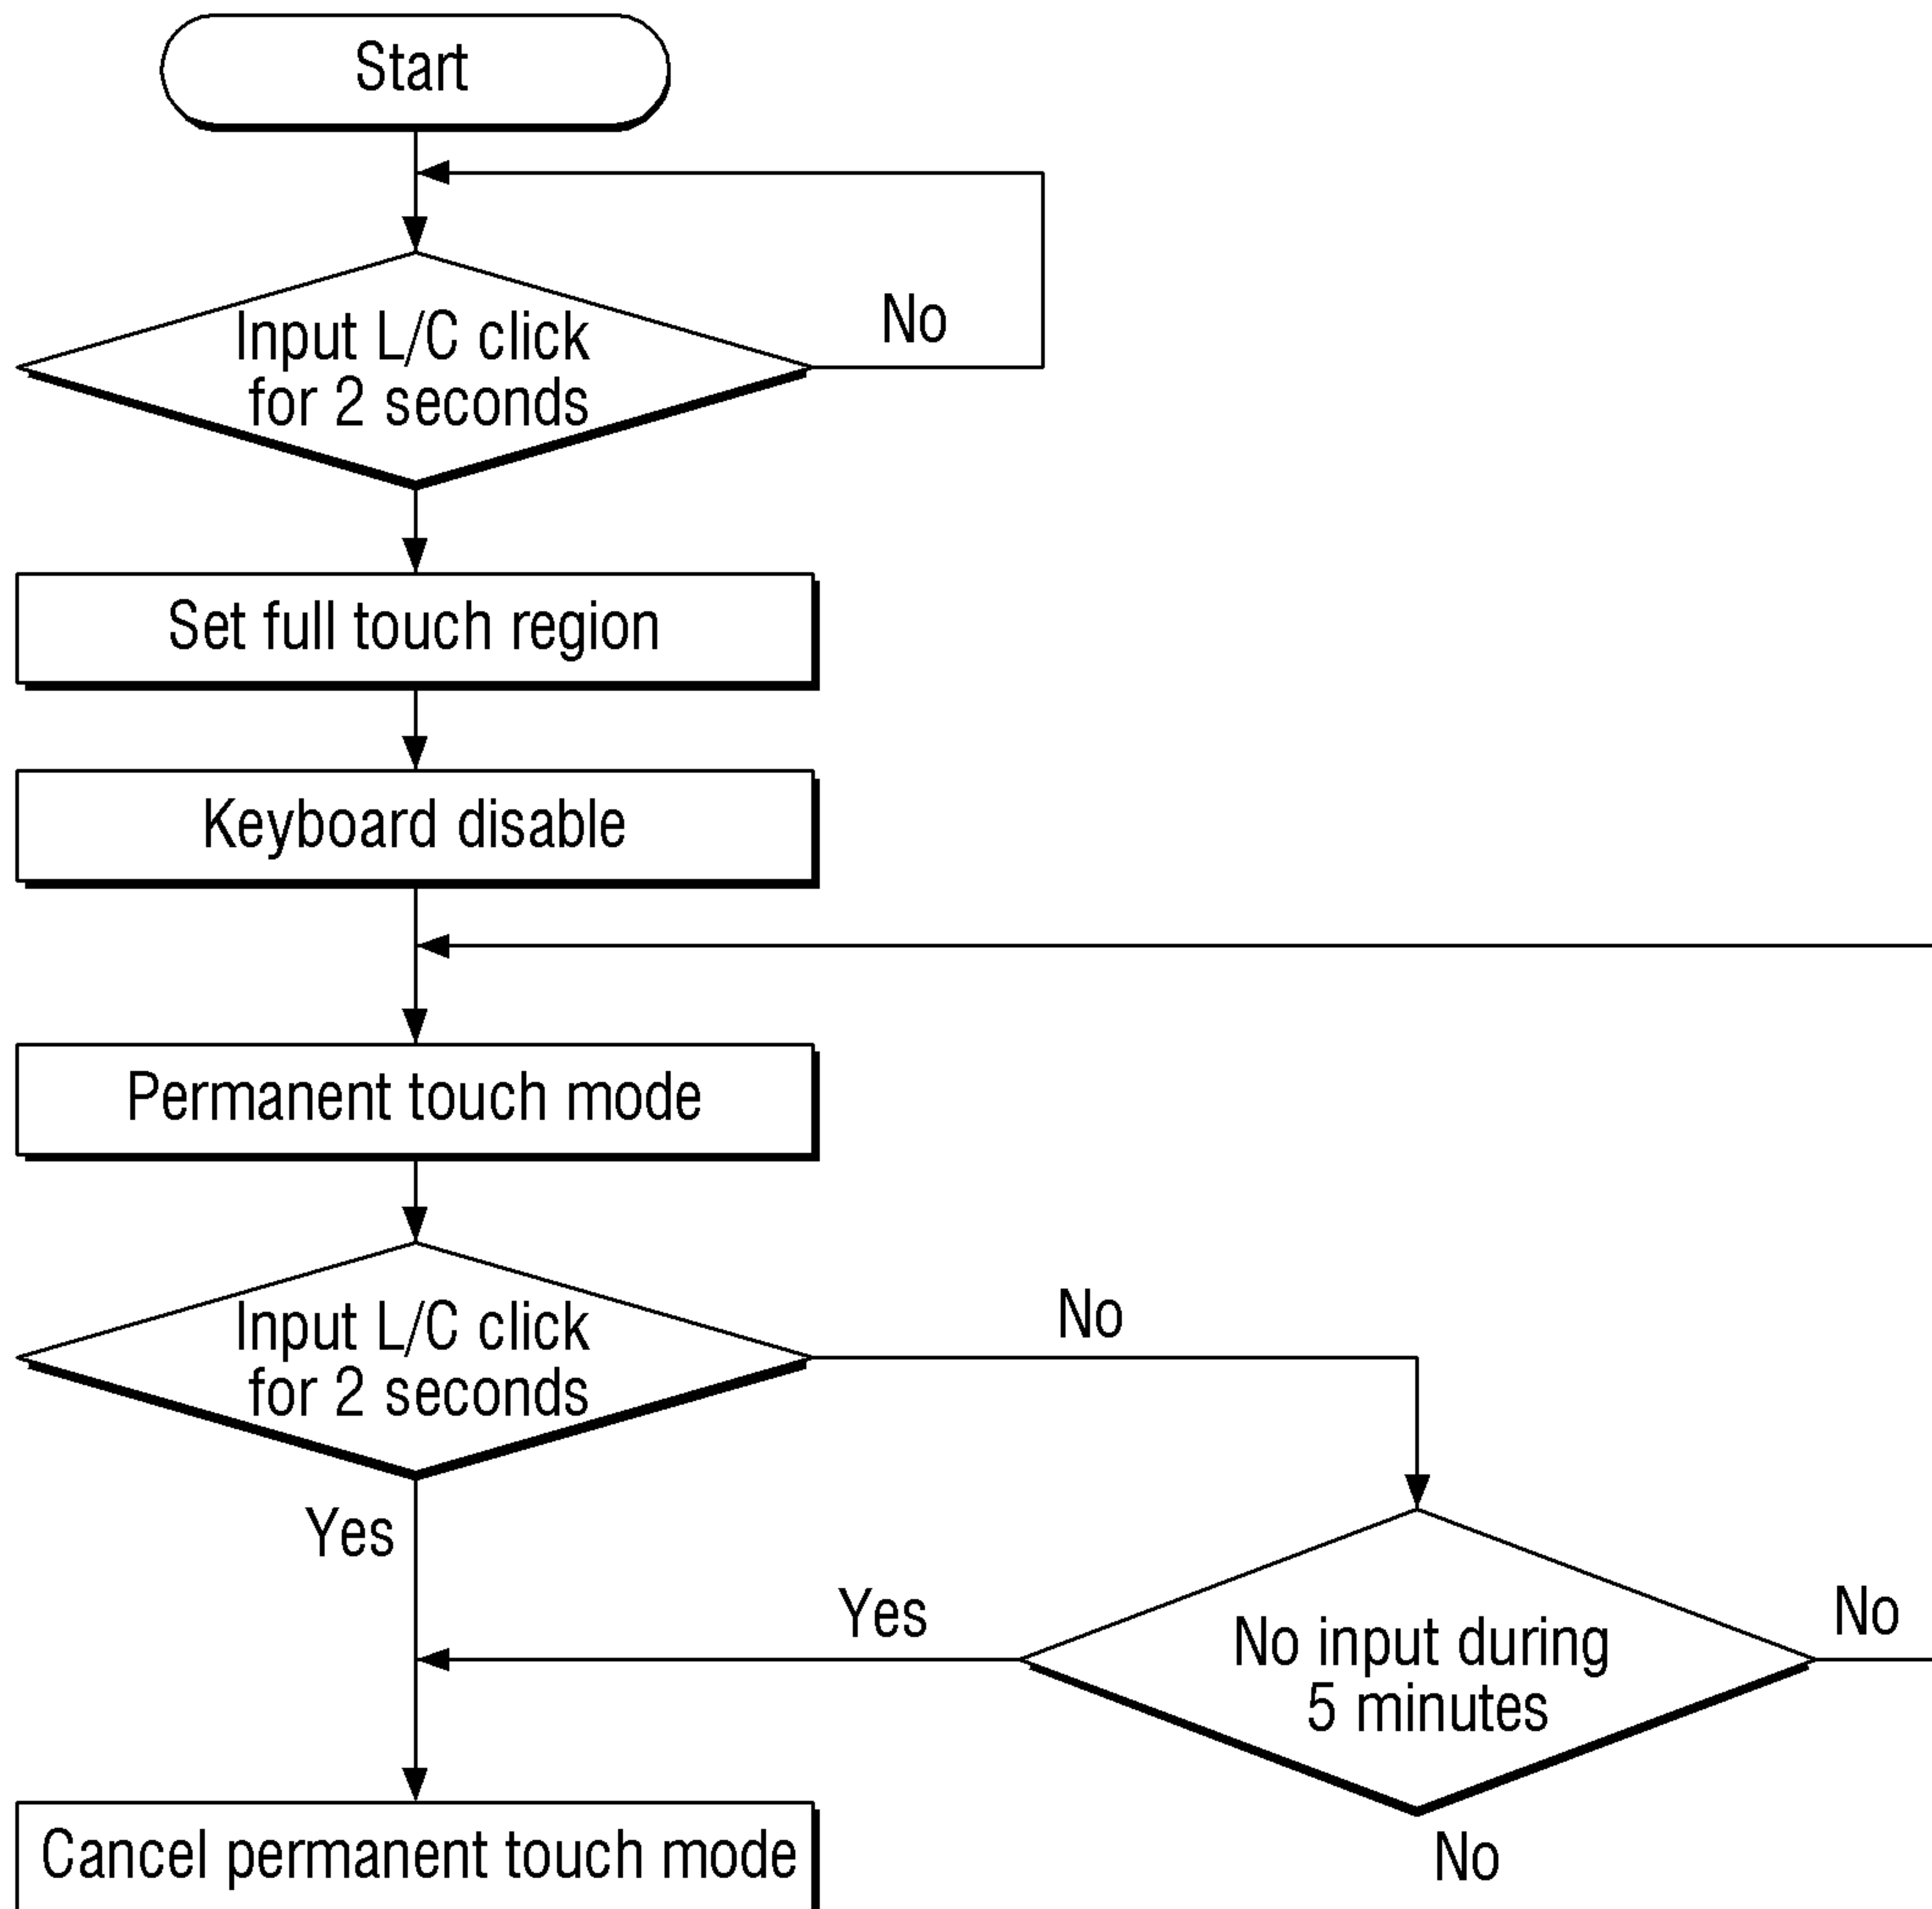 Start
Input L/C click
for 2 seconds
No
Set full touch region
Keyboard disable
Permanent touch mode
Input L/C click
for 2 seconds
No
Yes
Yes
No input during
5 minutes
No
No
Cancel permanent touch mode